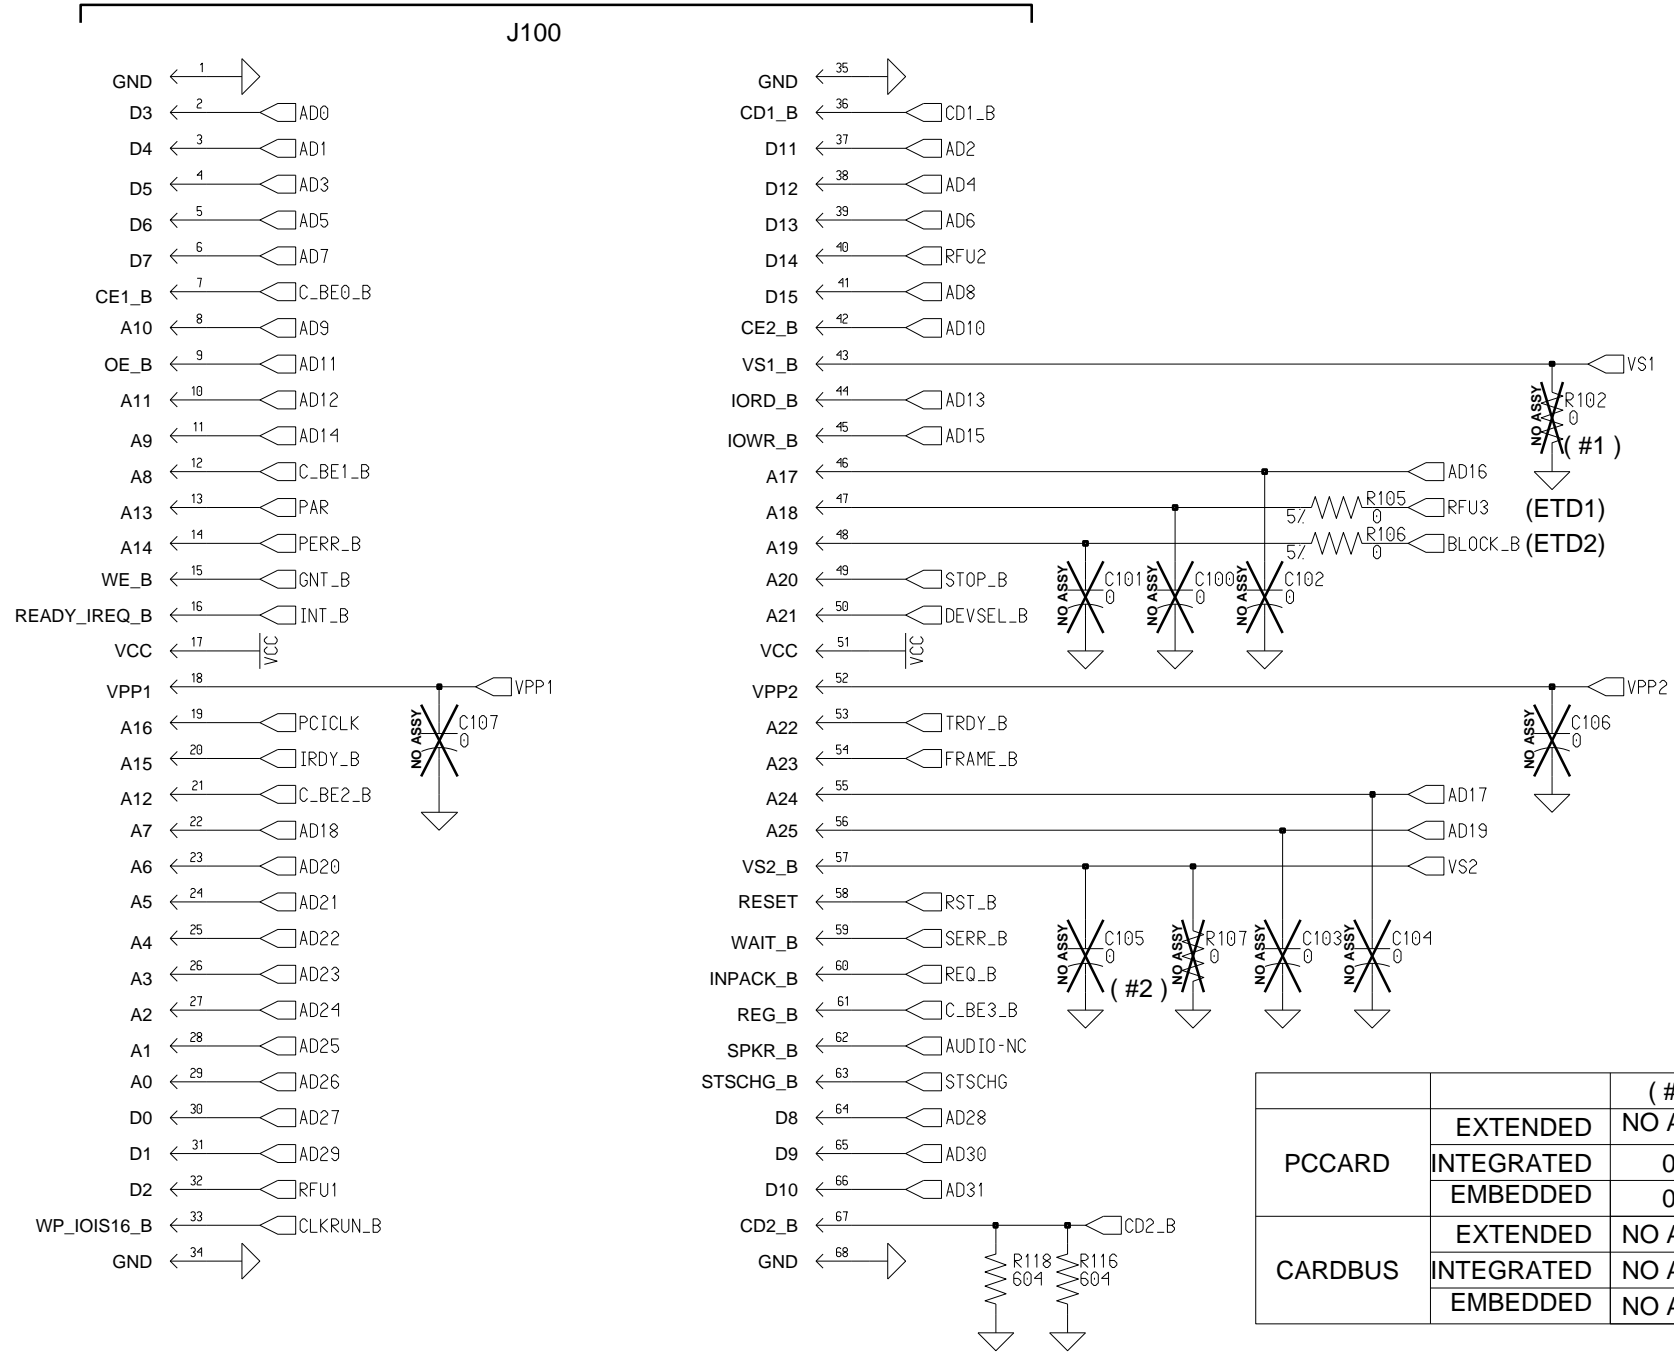 J100
GND 1
D3 2 AD0
D4 3 AD1
D5 4 AD3
D6 5 AD5
D7 6 AD7
CE1_B 7 C_BE0_B
A10 8 AD9
OE_B 9 AD11
A11 10 AD12
A9 11 AD14
A8 12 C_BE1_B
A13 13 PAR
A14 14 PERR_B
WE_B 15 GNT_B
READY_IREQ_B 16 INT_B
VCC 17 VCC
VPP1 18 VPP1
A16 19 PCICLK
A15 20 IRDY_B
A12 21 C_BE2_B
A7 22 AD18
A6 23 AD20
A5 24 AD21
A4 25 AD22
A3 26 AD23
A2 27 AD24
A1 28 AD25
A0 29 AD26
D0 30 AD27
D1 31 AD29
D2 32 RFU1
WP_IOIS16_B 33 CLKRUN_B
GND 34
NO ASSY C107
0
GND 35
CD1_B 36 CD1_B
D11 37 AD2
D12 38 AD4
D13 39 AD6
D14 40 RFU2
D15 41 AD8
CE2_B 42 AD10
VS1_B 43 VS1
IORD_B 44 AD13
IOWR_B 45 AD15
A17 46 AD16
A18 47 5% R105 0 RFU3 (ETD1)
A19 48 5% R106 0 BLOCK_B (ETD2)
A20 49 STOP_B
A21 50 DEVSEL_B
VCC 51 VCC
VPP2 52 VPP2
A22 53 TRDY_B
A23 54 FRAME_B
A24 55 AD17
A25 56 AD19
VS2_B 57 VS2
RESET 58 RST_B
WAIT_B 59 SERR_B
INPACK_B 60 REQ_B
REG_B 61 C_BE3_B
SPKR_B 62 AUDIO-NC
STSCHG_B 63 STSCHG
D8 64 AD28
D9 65 AD30
D10 66 AD31
CD2_B 67 CD2_B
GND 68
NO ASSY R102
0
( #1 )
NO ASSY C101
0
NO ASSY C100
0
NO ASSY C102
0
NO ASSY C106
0
NO ASSY C105
0
( #2 )
NO ASSY R107
0
NO ASSY C103
0
NO ASSY C104
0
R118
604
R116
604
( #
PCCARD
EXTENDED NO A
INTEGRATED 0
EMBEDDED 0
CARDBUS
EXTENDED NO A
INTEGRATED NO A
EMBEDDED NO A